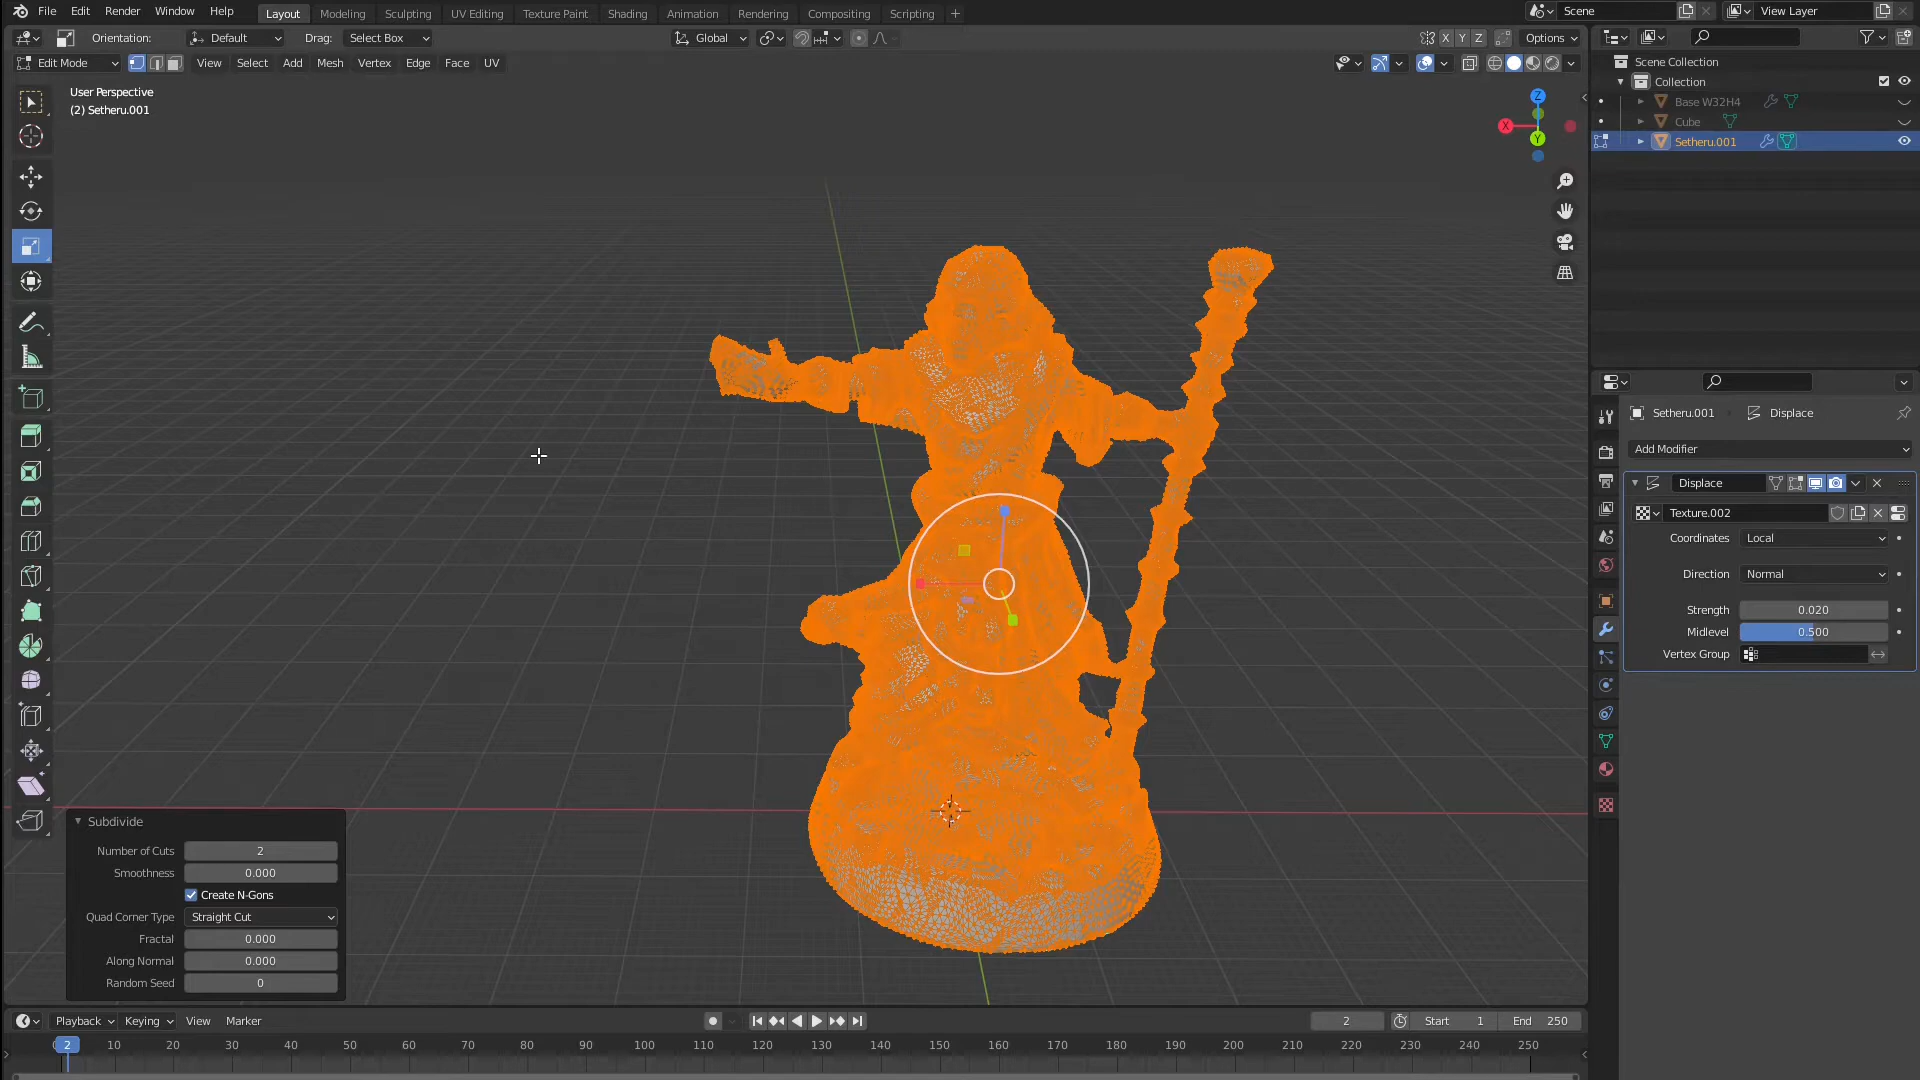 File Edit Render Window Help Layout Modeling Sculpting UV Editing Texture Paint Shading Animation Rendering Compositing Scripting + Scene View Layer
Orientation: Default Drag: Select Box Global X Y Z Options
Edit Mode View Select Add Mesh Vertex Edge Face UV
User Perspective
(2) Setheru.001
Z
X
Y
Scene Collection
Collection
Base W32H4
Cube
Setheru.001
Setheru.001 Displace
Add Modifier
Displace
Texture.002
Coordinates Local
Direction Normal
Strength 0.020
Midlevel 0.500
Vertex Group
Subdivide
Number of Cuts 2
Smoothness 0.000
Create N-Gons
Quad Corner Type Straight Cut
Fractal 0.000
Along Normal 0.000
Random Seed 0
Playback Keying View Marker 2 Start 1 End 250
2 10 20 30 40 50 60 70 80 90 100 110 120 130 140 150 160 170 180 190 200 210 220 230 240 250